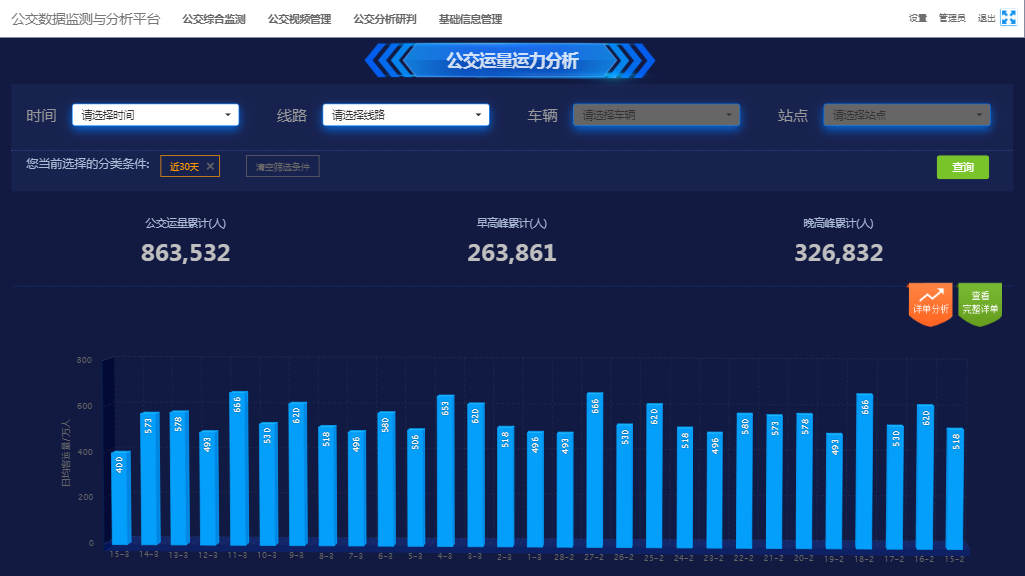 公交数据监测与分析平台 公交综合监测 公交视频管理 公交分析研判 基础信息管理 设置 管理员 退出
公交运量运力分析
时间 请选择时间 线路 请选择线路 车辆 请选择车辆 站点 请选择站点
您当前选择的分类条件: 近30天 × 清空筛选条件 查询
公交运量累计(人) 早高峰累计(人) 晚高峰累计(人)
863,532 263,861 326,832
详单分析 查看
完整详单
日均客运量/万人
800
600
400
200
0
400 573 578 493 666 530 620 518 496 580 506 653 620 518 496 493 666 530 620 518 496 580 573 578 493 666 530 620 518
15-3 14-3 13-3 12-3 11-3 10-3 9-3 8-3 7-3 6-3 5-3 4-3 3-3 2-3 1-3 28-2 27-2 26-2 25-2 24-2 23-2 22-2 21-2 20-2 19-2 18-2 17-2 16-2 15-2